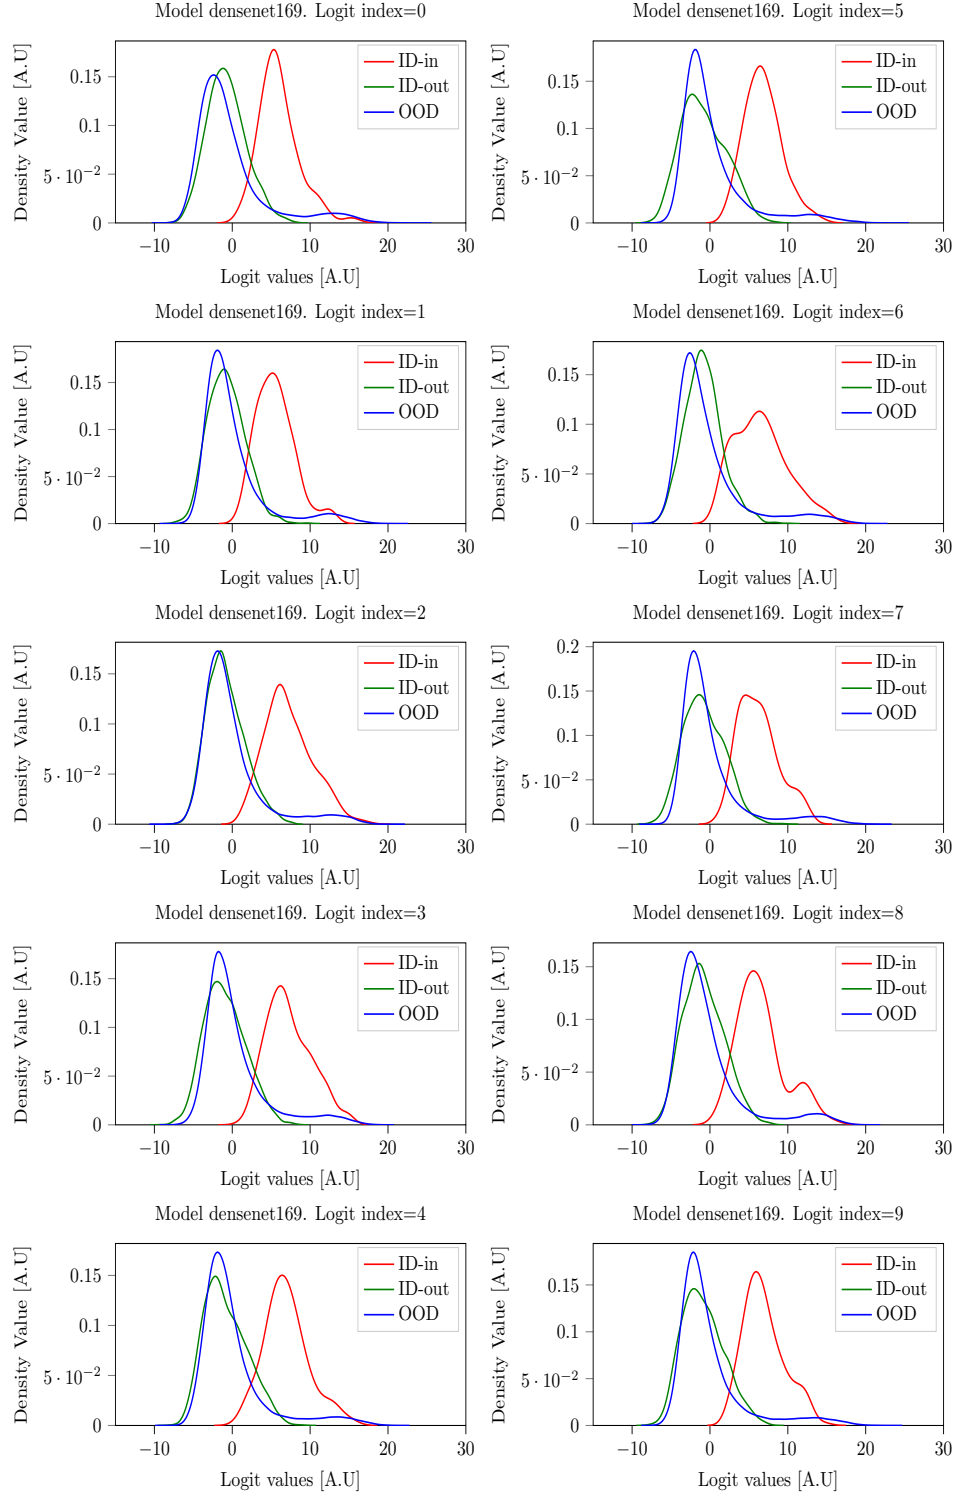 Model densenet169. Logit index=0
Density Value [A.U]
0.15
0.1
5 · 10⁻²
0
−10 0 10 20 30
Logit values [A.U]
ID-in
ID-out
OOD
Model densenet169. Logit index=5
Density Value [A.U]
0.15
0.1
5 · 10⁻²
0
−10 0 10 20 30
Logit values [A.U]
ID-in
ID-out
OOD
Model densenet169. Logit index=1
Density Value [A.U]
0.15
0.1
5 · 10⁻²
0
−10 0 10 20 30
Logit values [A.U]
ID-in
ID-out
OOD
Model densenet169. Logit index=6
Density Value [A.U]
0.15
0.1
5 · 10⁻²
0
−10 0 10 20 30
Logit values [A.U]
ID-in
ID-out
OOD
Model densenet169. Logit index=2
Density Value [A.U]
0.15
0.1
5 · 10⁻²
0
−10 0 10 20 30
Logit values [A.U]
ID-in
ID-out
OOD
Model densenet169. Logit index=7
Density Value [A.U]
0.2
0.15
0.1
5 · 10⁻²
0
−10 0 10 20 30
Logit values [A.U]
ID-in
ID-out
OOD
Model densenet169. Logit index=3
Density Value [A.U]
0.15
0.1
5 · 10⁻²
0
−10 0 10 20 30
Logit values [A.U]
ID-in
ID-out
OOD
Model densenet169. Logit index=8
Density Value [A.U]
0.15
0.1
5 · 10⁻²
0
−10 0 10 20 30
Logit values [A.U]
ID-in
ID-out
OOD
Model densenet169. Logit index=4
Density Value [A.U]
0.15
0.1
5 · 10⁻²
0
−10 0 10 20 30
Logit values [A.U]
ID-in
ID-out
OOD
Model densenet169. Logit index=9
Density Value [A.U]
0.15
0.1
5 · 10⁻²
0
−10 0 10 20 30
Logit values [A.U]
ID-in
ID-out
OOD